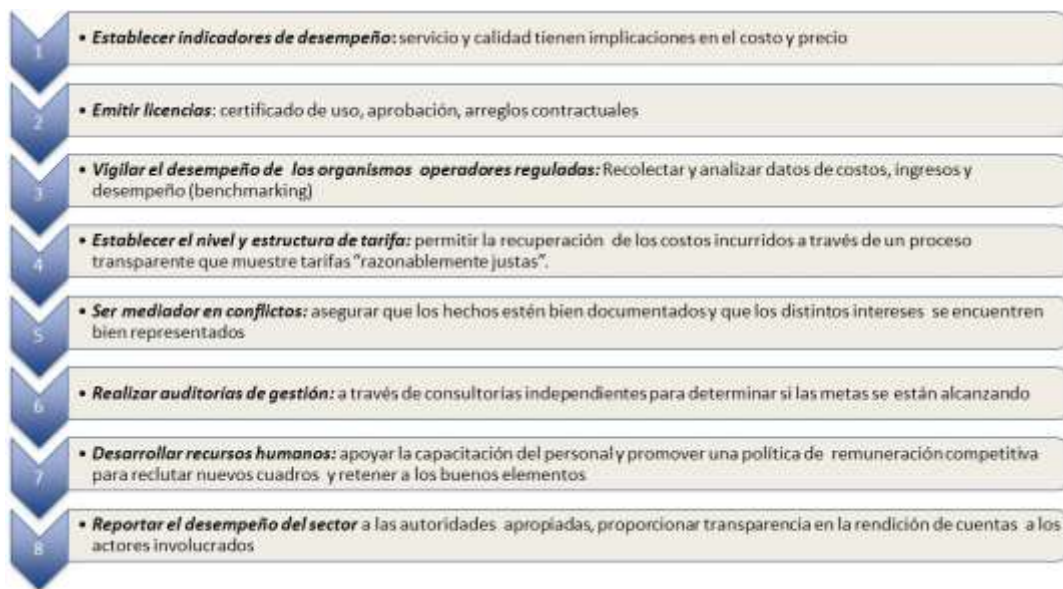 1
• Establecer indicadores de desempeño: servicio y calidad tienen implicaciones en el costo y precio
2
• Emitir licencias: certificado de uso, aprobación, arreglos contractuales
3
• Vigilar el desempeño de los organismos operadores reguladas: Recolectar y analizar datos de costos, ingresos y
desempeño (benchmarking)
4
• Establecer el nivel y estructura de tarifa: permitir la recuperación de los costos incurridos a través de un proceso
transparente que muestre tarifas "razonablemente justas".
5
• Ser mediador en conflictos: asegurar que los hechos estén bien documentados y que los distintos intereses se encuentren
bien representados
6
• Realizar auditorías de gestión: a través de consultorías independientes para determinar si las metas se están alcanzando
7
• Desarrollar recursos humanos: apoyar la capacitación del personal y promover una política de remuneración competitiva
para reclutar nuevos cuadros y retener a los buenos elementos
8
• Reportar el desempeño del sector a las autoridades apropiadas, proporcionar transparencia en la rendición de cuentas a los
actores involucrados